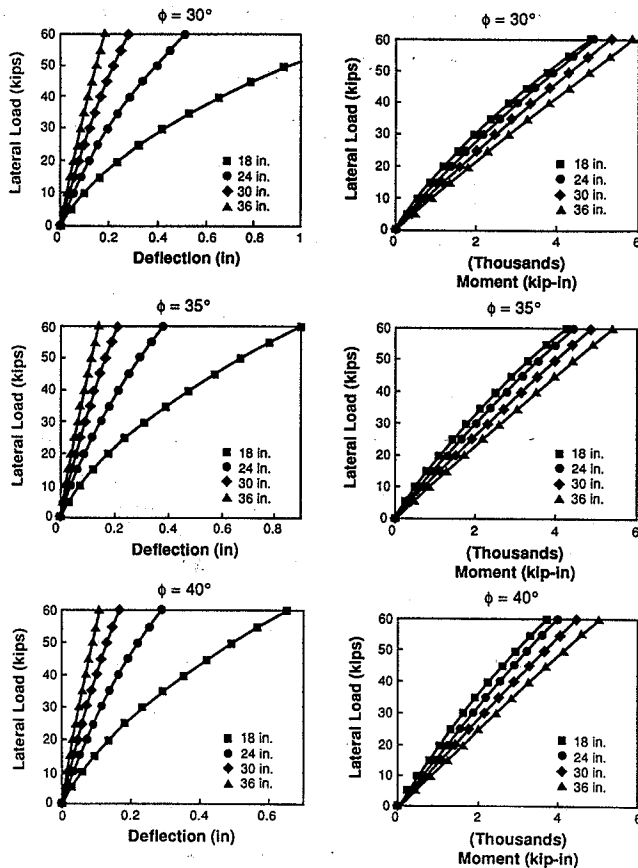 ϕ = 30°
Lateral Load (kips)
60
50
40
30
20
10
0
18 in.
24 in.
30 in.
36 in.
0 0.2 0.4 0.6 0.8 1
Deflection (in)
ϕ = 30°
Lateral Load (kips)
60
50
40
30
20
10
0
18 in.
24 in.
30 in.
36 in.
0 2 4 6
(Thousands)
Moment (kip-in)
ϕ = 35°
Lateral Load (kips)
60
50
40
30
20
10
0
18 in.
24 in.
30 in.
36 in.
0 0.2 0.4 0.6 0.8
Deflection (in)
ϕ = 35°
Lateral Load (kips)
60
50
40
30
20
10
0
18 in.
24 in.
30 in.
36 in.
0 2 4 6
(Thousands)
Moment (kip-in)
ϕ = 40°
Lateral Load (kips)
60
50
40
30
20
10
0
18 in.
24 in.
30 in.
36 in.
0 0.2 0.4 0.6
Deflection (in)
ϕ = 40°
Lateral Load (kips)
60
50
40
30
20
10
0
18 in.
24 in.
30 in.
36 in.
0 2 4 6
(Thousands)
Moment (kip-in)